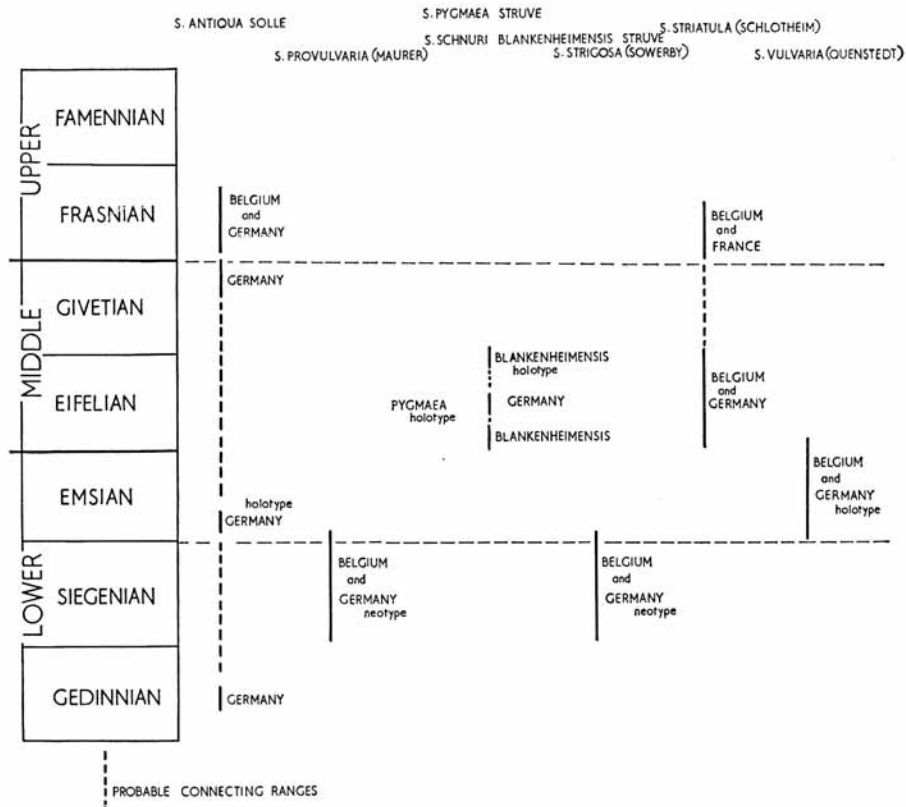 S. PYGMAEA STRUVE
S. ANTIQUA SOLLE
S. STRIATULA (SCHLOTHEIM)
S. SCHNURI BLANKENHEIMENSIS STRUVE
S. PROVULVARIA (MAURER)
S. STRIGOSA (SOWERBY)
S. VULVARIA (QUENSTEDT)
UPPER
FAMENNIAN
FRASNIAN
BELGIUM
and
GERMANY
BELGIUM
and
FRANCE
MIDDLE
GIVETIAN
GERMANY
EIFELIAN
BLANKENHEIMENSIS
holotype
PYGMAEA
holotype
GERMANY
BLANKENHEIMENSIS
BELGIUM
and
GERMANY
LOWER
EMSIAN
holotype
GERMANY
BELGIUM
and
GERMANY
holotype
SIEGENIAN
BELGIUM
and
GERMANY
neotype
BELGIUM
and
GERMANY
neotype
GEDINNIAN
GERMANY
PROBABLE CONNECTING RANGES